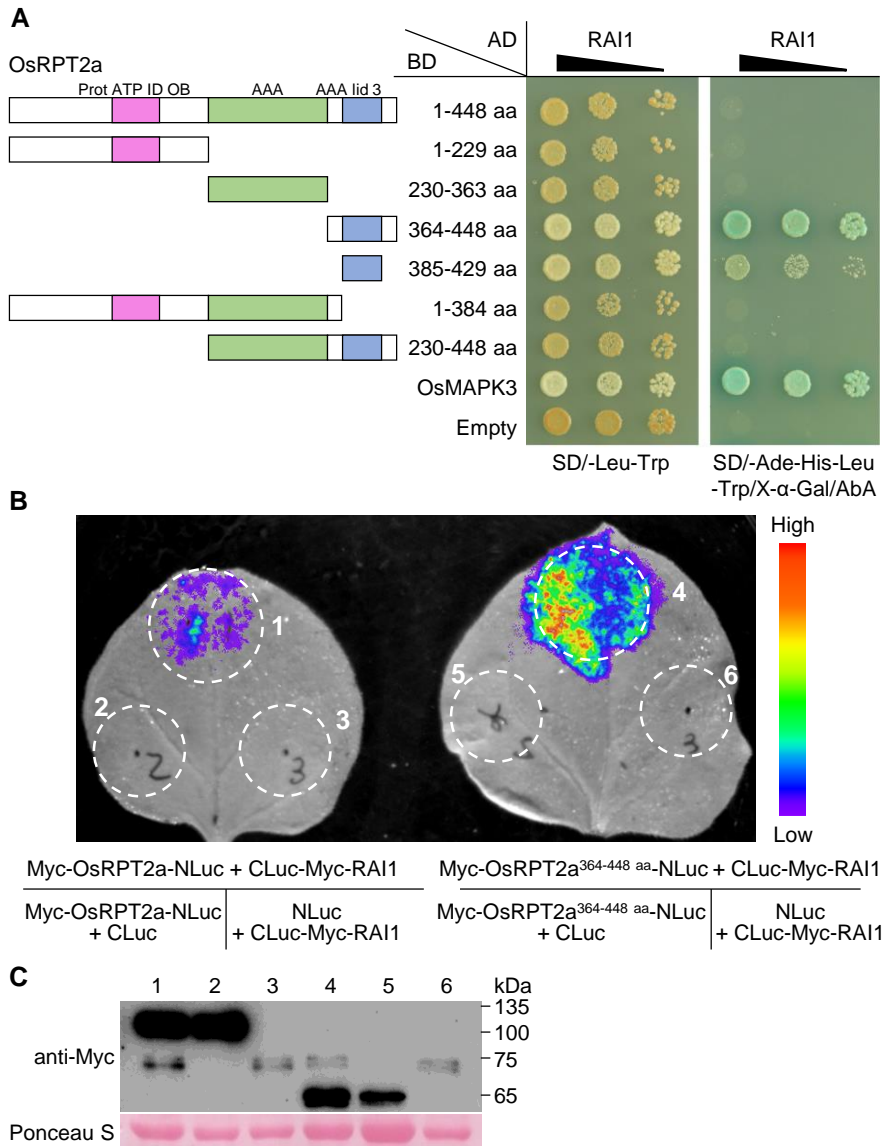 A
OsRPT2a
BD
AD
RAI1
RAI1
Prot ATP ID OB
AAA
AAA lid 3
1-448 aa
1-229 aa
230-363 aa
364-448 aa
385-429 aa
1-384 aa
230-448 aa
OsMAPK3
Empty
SD/-Leu-Trp
SD/-Ade-His-Leu
-Trp/X-α-Gal/AbA
B
High
Low
1
2
3
4
5
6
2
3
3
Myc-OsRPT2a-NLuc + CLuc-Myc-RAI1
Myc-OsRPT2a-NLuc
+ CLuc
NLuc
+ CLuc-Myc-RAI1
Myc-OsRPT2a364-448 aa-NLuc + CLuc-Myc-RAI1
Myc-OsRPT2a364-448 aa-NLuc
+ CLuc
NLuc
+ CLuc-Myc-RAI1
C
1 2 3 4 5 6 kDa
135
100
75
65
anti-Myc
Ponceau S